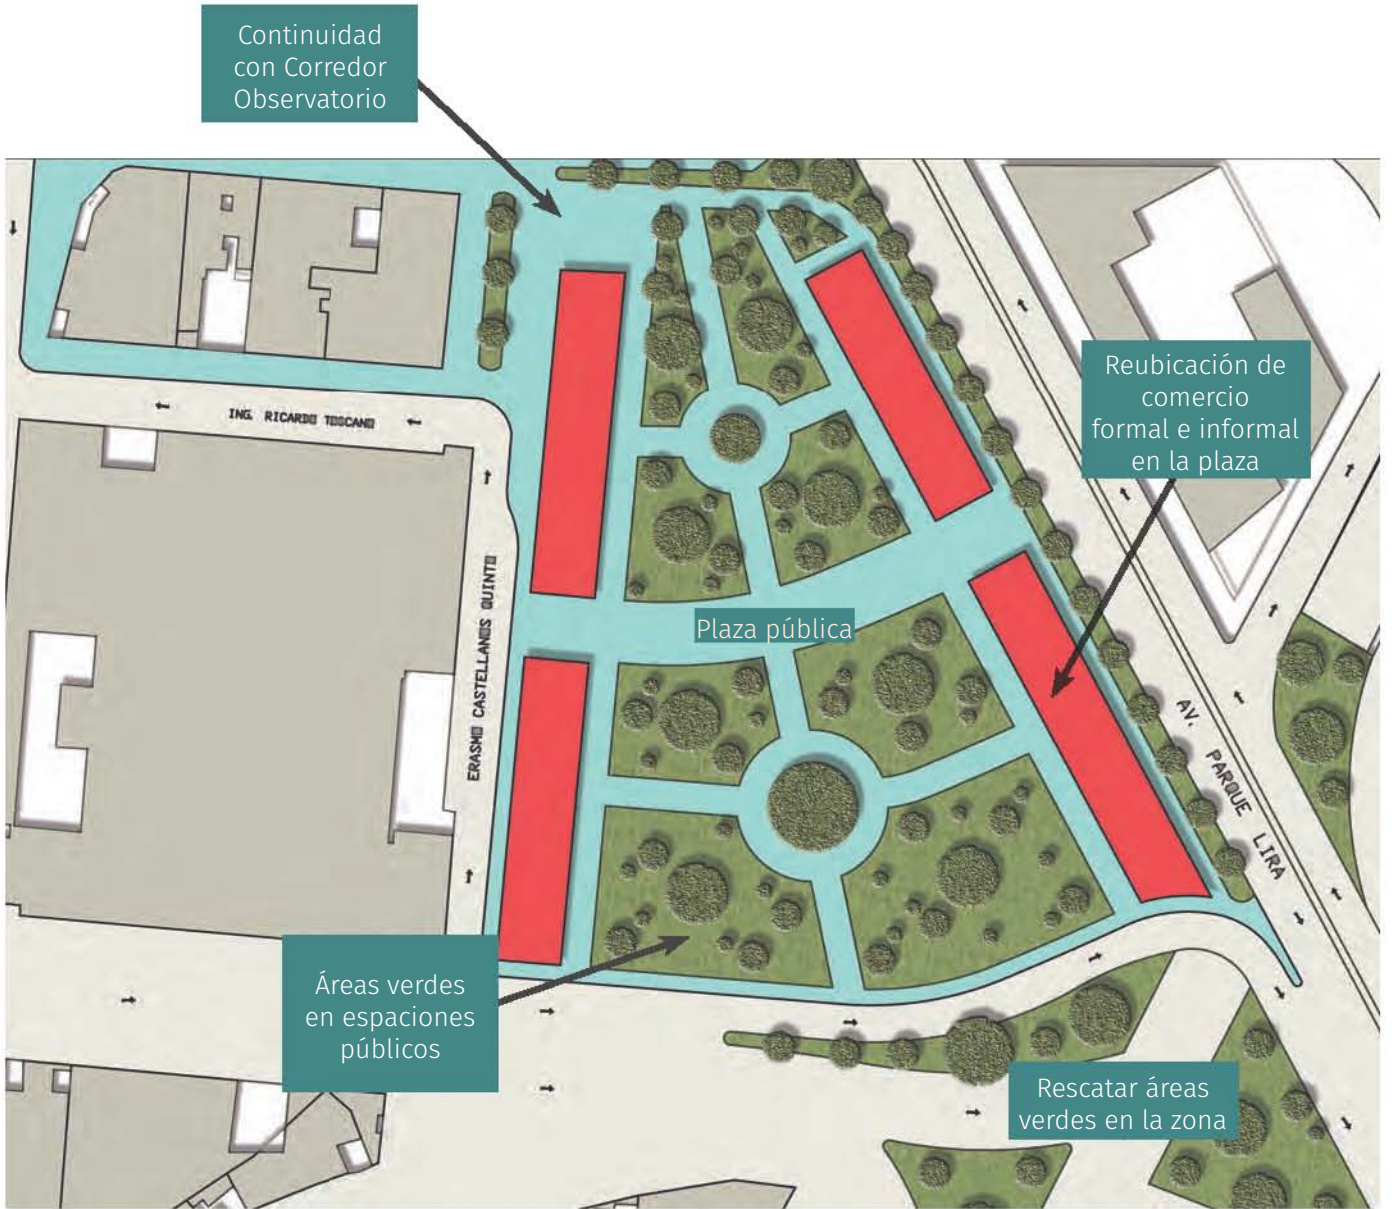 Continuidad
con Corredor
Observatorio
Reubicación de
comercio
formal e informal
en la plaza
ING. RICARDO TOSCANO
ERASMO CASTELLANOS QUINTO
Plaza pública
AV. PARQUE LIRA
Áreas verdes
en espaciones
públicos
Rescatar áreas
verdes en la zona